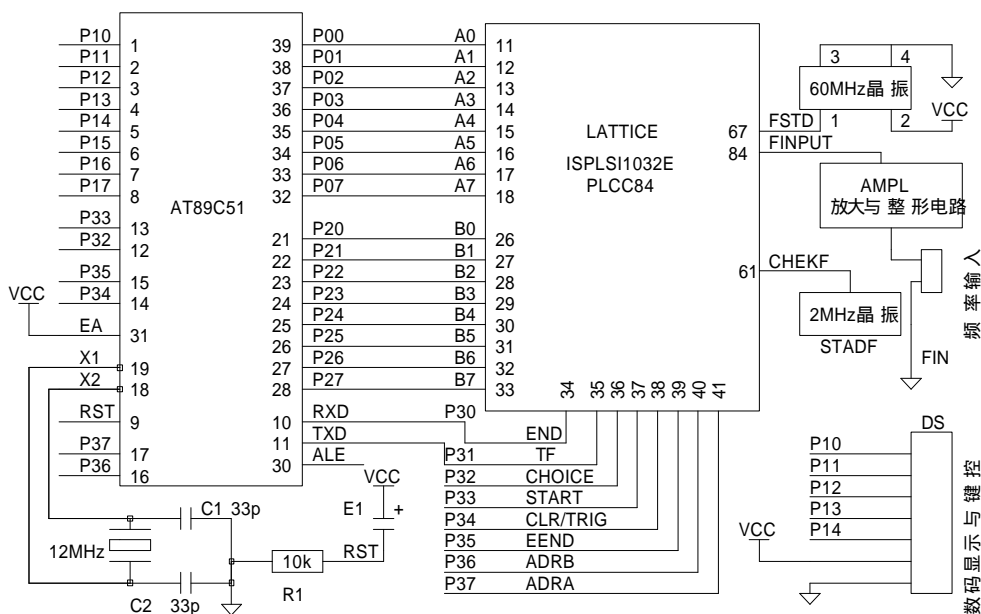 P10 1 39 P00 A0 11
P11 2 38 P01 A1 12
P12 3 37 P02 A2 13
P13 4 36 P03 A3 14
P14 5 35 P04 A4 15
P15 6 34 P05 A5 16
P16 7 33 P06 A6 17
P17 8 32 P07 A7 18
AT89C51
P33 13 21 P20 B0 26
P32 12 22 P21 B1 27
P35 15 23 P22 B2 28
P34 14 24 P23 B3 29
VCC
EA 31 25 P24 B4 30
26 P25 B5 31
X1 19 27 P26 B6 32
X2 18 28 P27 B7 33
RST 9 10 RXD P30 END
P37 17 11 TXD P31 TF
P36 16 30 ALE
LATTICE
ISPLSI1032E
PLCC84
67 FSTD
84 FINPUT
61 CHEKF
34 35 36 37 38 39 40 41
3 4
60MHz晶振
1 2
VCC
AMPL
放大与整形电路
频率输入
2MHz晶振
STADF
FIN
P32 CHOICE
P33 START
P34 CLR/TRIG
P35 EEND
P36 ADRB
P37 ADRA
VCC
E1 +
RST
C1 33p
12MHz
C2 33p
10k
R1
DS
P10
P11
P12
P13
P14
VCC
数码显示与键控